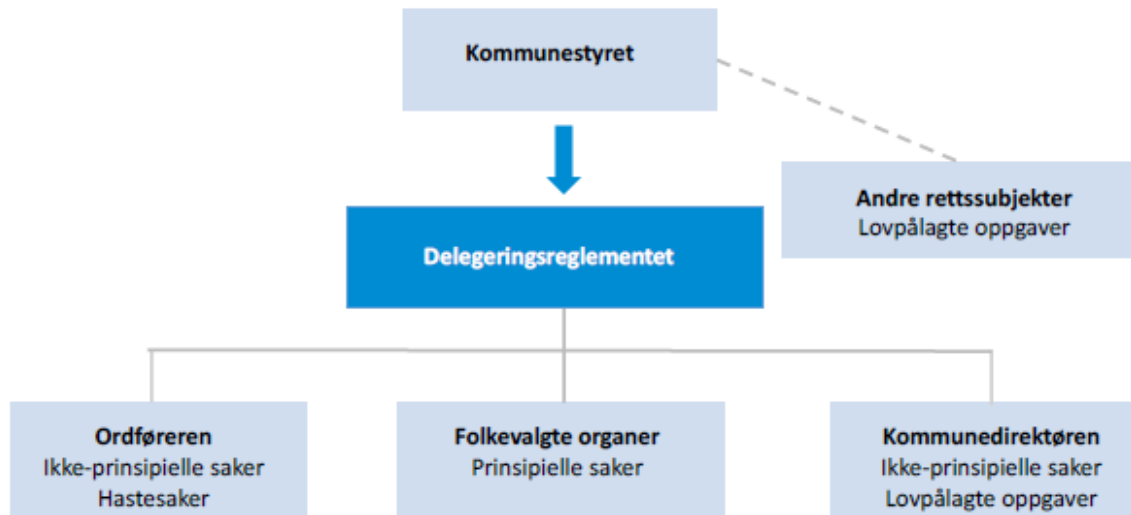 Kommunestyret
Andre rettssubjekter
Lovpålagte oppgaver
Delegeringsreglementet
Ordføreren
Ikke-prinsipielle saker
Hastesaker
Folkevalgte organer
Prinsipielle saker
Kommunedirektøren
Ikke-prinsipielle saker
Lovpålagte oppgaver